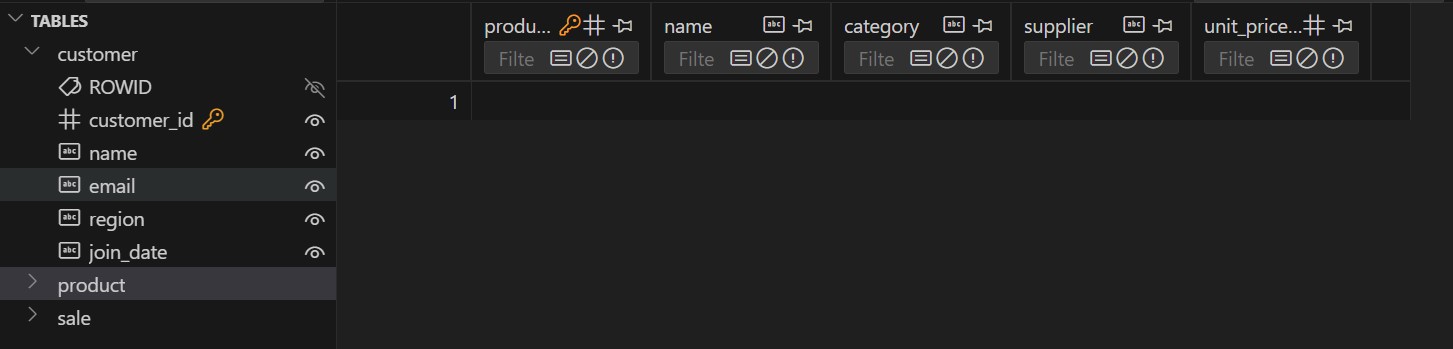 TABLES
customer
ROWID
customer_id
name
email
region
join_date
product
sale
produ... name category supplier unit_price...
Filte Filte Filte Filte Filte
1